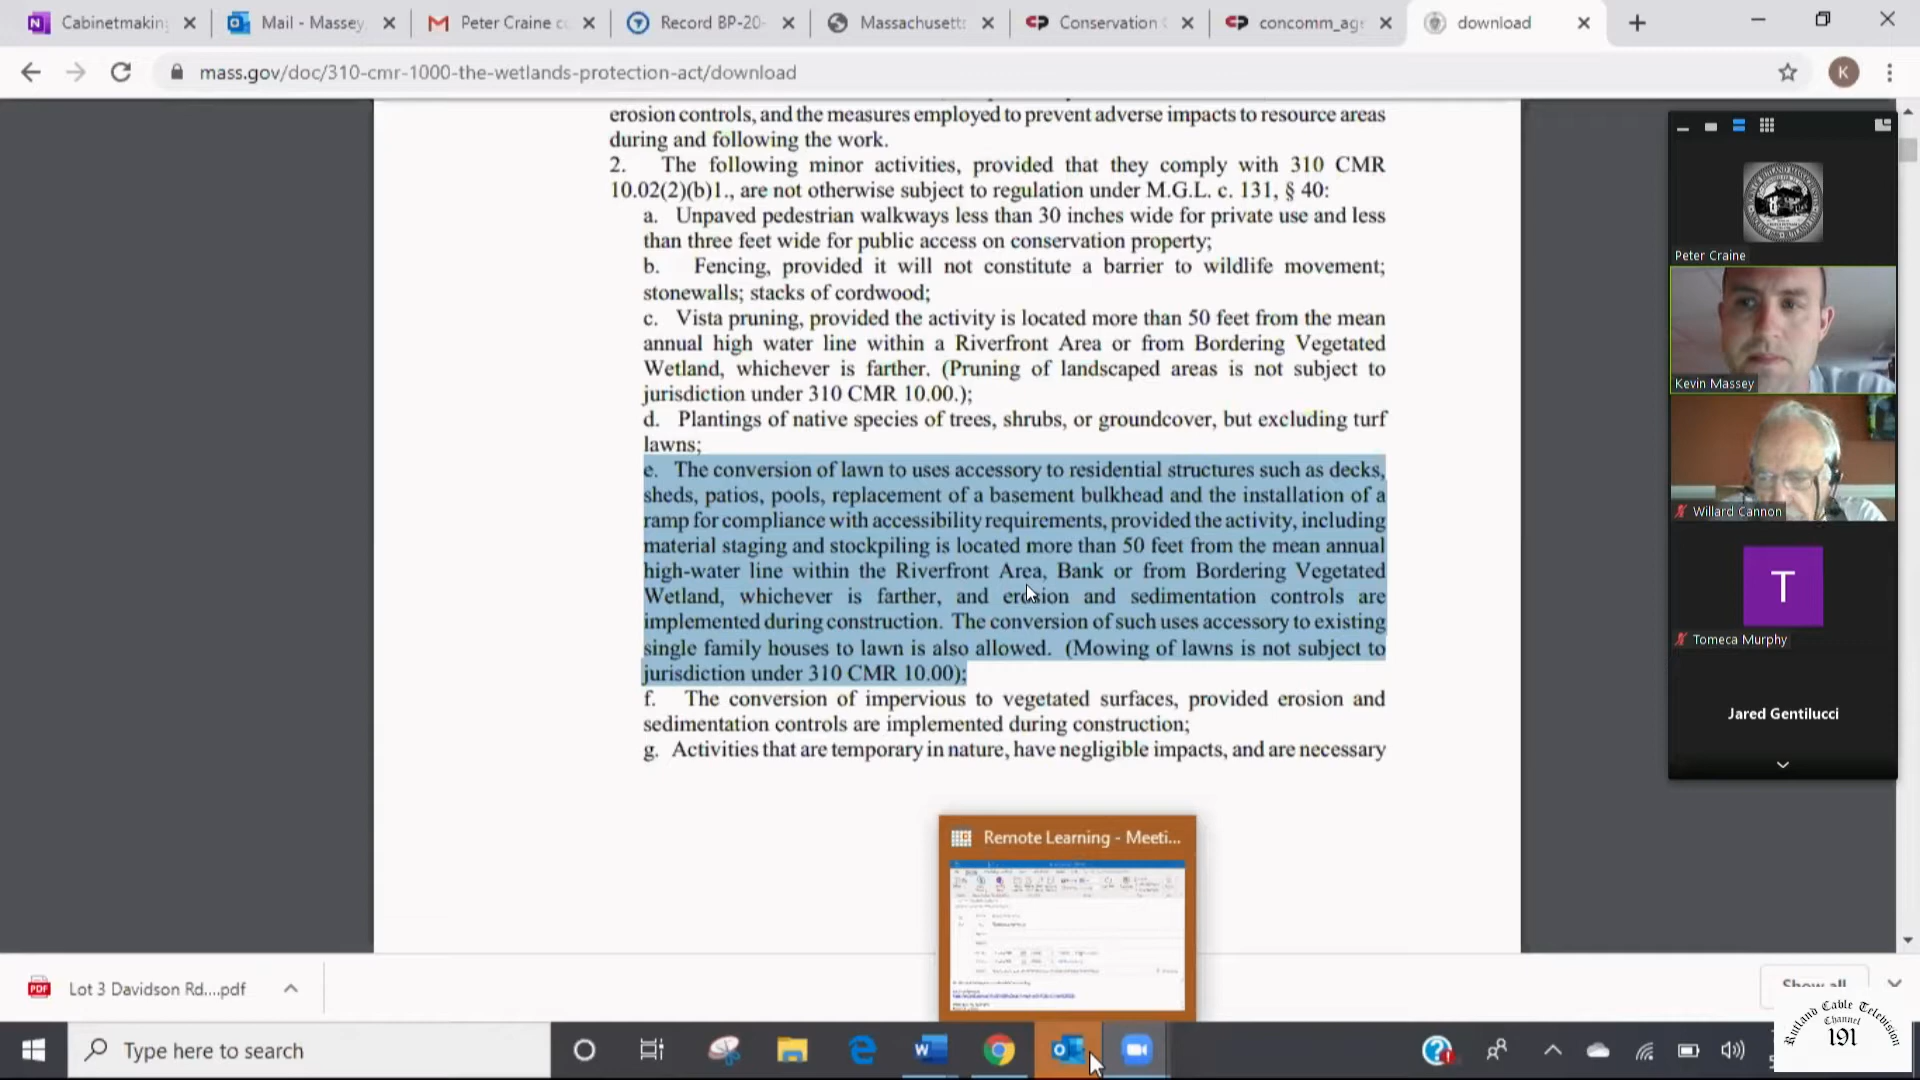 Cabinetmaking
Mail - Massey,
Peter Craine c
Record BP-20-
Massachusetts
Conservation
concomm_age
download
mass.gov/doc/310-cmr-1000-the-wetlands-protection-act/download
K
erosion controls, and the measures employed to prevent adverse impacts to resource areas
during and following the work.
2. The following minor activities, provided that they comply with 310 CMR
10.02(2)(b)1., are not otherwise subject to regulation under M.G.L. c. 131, § 40:
a. Unpaved pedestrian walkways less than 30 inches wide for private use and less
than three feet wide for public access on conservation property;
b. Fencing, provided it will not constitute a barrier to wildlife movement;
stonewalls; stacks of cordwood;
c. Vista pruning, provided the activity is located more than 50 feet from the mean
annual high water line within a Riverfront Area or from Bordering Vegetated
Wetland, whichever is farther. (Pruning of landscaped areas is not subject to
jurisdiction under 310 CMR 10.00.);
d. Plantings of native species of trees, shrubs, or groundcover, but excluding turf
lawns;
e. The conversion of lawn to uses accessory to residential structures such as decks,
sheds, patios, pools, replacement of a basement bulkhead and the installation of a
ramp for compliance with accessibility requirements, provided the activity, including
material staging and stockpiling is located more than 50 feet from the mean annual
high-water line within the Riverfront Area, Bank or from Bordering Vegetated
Wetland, whichever is farther, and erosion and sedimentation controls are
implemented during construction. The conversion of such uses accessory to existing
single family houses to lawn is also allowed. (Mowing of lawns is not subject to
jurisdiction under 310 CMR 10.00);
f. The conversion of impervious to vegetated surfaces, provided erosion and
sedimentation controls are implemented during construction;
g. Activities that are temporary in nature, have negligible impacts, and are necessary
Peter Craine
Kevin Massey
Willard Cannon
T
Tomeca Murphy
Jared Gentilucci
Remote Learning - Meeti...
PDF
Lot 3 Davidson Rd....pdf
Show all
Type here to search
Rutland Cable Television
Channel
191